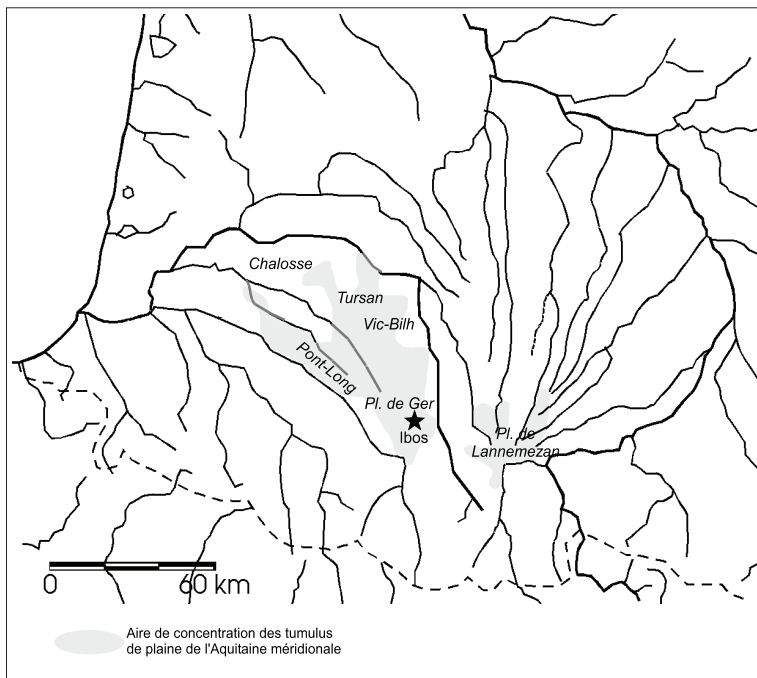 Chalosse
Tursan
Vic-Bilh
Pont-Long
Pl. de Ger
Ibos
Pl. de
Lannemezan
0 60 km
Aire de concentration des tumulus
de plaine de l'Aquitaine méridionale